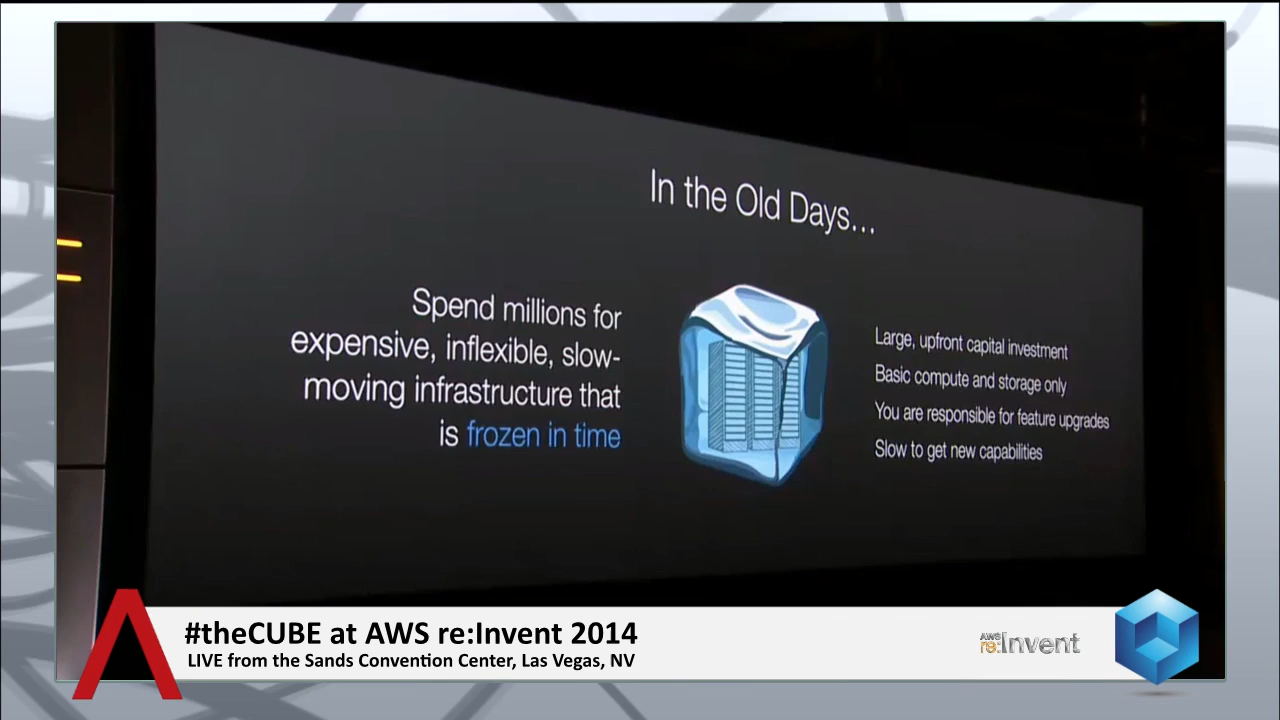 In the Old Days...
Spend millions for
expensive, inflexible, slow-
moving infrastructure that
is frozen in time
Large, upfront capital investment
Basic compute and storage only
You are responsible for feature upgrades
Slow to get new capabilities
#theCUBE at AWS re:Invent 2014
LIVE from the Sands Convention Center, Las Vegas, NV
AWS
re:Invent